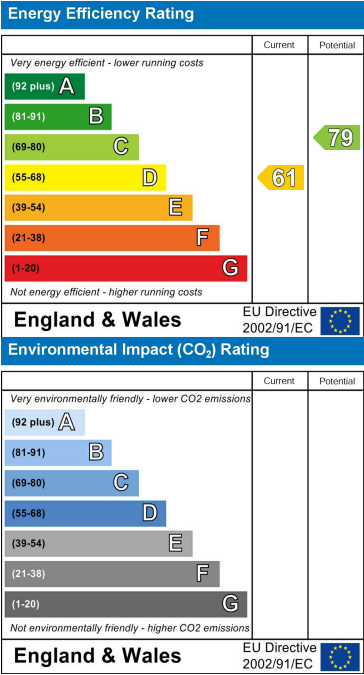 Energy Efficiency Rating
Current Potential
Very energy efficient - lower running costs
(92 plus) A
(81-91) B
(69-80) C
79
(55-68) D
61
(39-54) E
(21-38) F
(1-20) G
Not energy efficient - higher running costs
England & Wales
EU Directive
2002/91/EC
Environmental Impact (CO₂) Rating
Current Potential
Very environmentally friendly - lower CO2 emissions
(92 plus) A
(81-91) B
(69-80) C
(55-68) D
(39-54) E
(21-38) F
(1-20) G
Not environmentally friendly - higher CO2 emissions
England & Wales
EU Directive
2002/91/EC